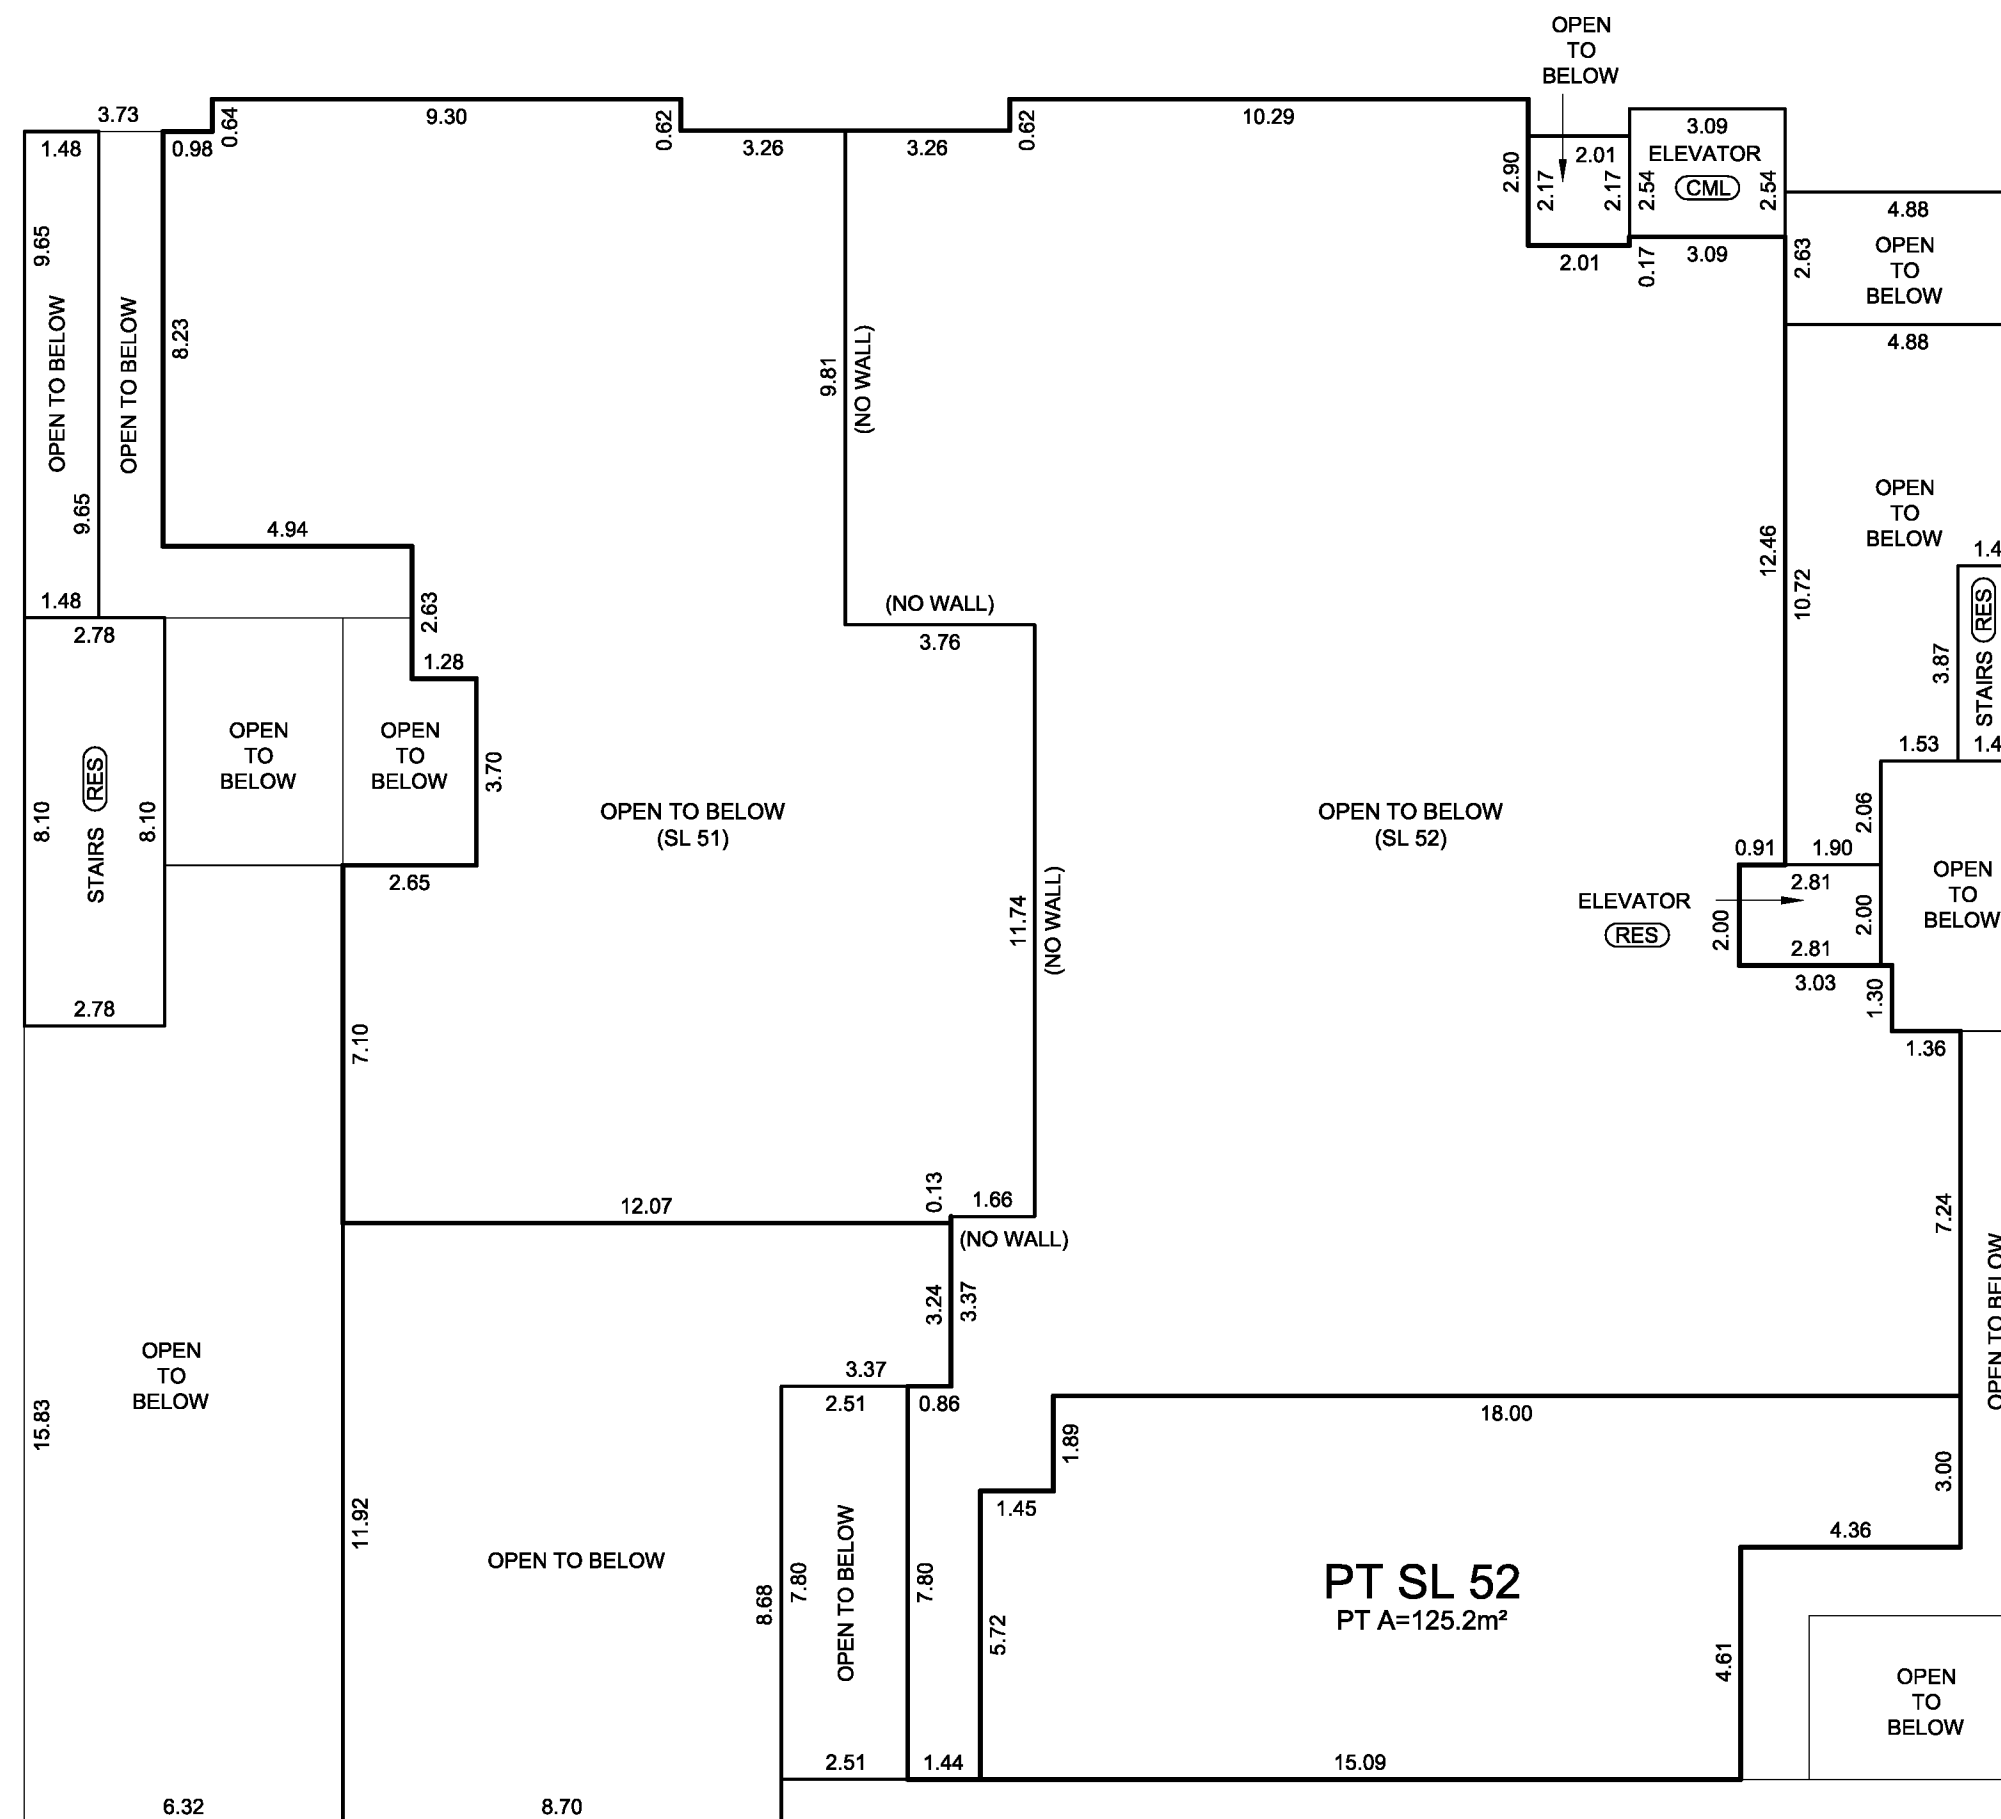 OPEN
TO
BELOW
3.73
0.64
9.30
0.62
3.26
3.26
0.62
10.29
1.48
0.98
2.90
2.17
2.01
2.17
3.09
ELEVATOR
CML
2.54
2.54
4.88
OPEN
TO
BELOW
2.63
2.01
0.17
3.09
4.88
9.65
OPEN TO BELOW
9.65
OPEN TO BELOW
8.23
9.81
(NO WALL)
4.94
1.48
2.78
2.63
1.28
(NO WALL)
3.76
12.46
10.72
OPEN
TO
BELOW
1.4
STAIRS RES
3.87
1.53
1.4
8.10
STAIRS RES
8.10
OPEN
TO
BELOW
OPEN
TO
BELOW
3.70
2.65
OPEN TO BELOW
(SL 51)
OPEN TO BELOW
(SL 52)
2.06
0.91
1.90
2.81
ELEVATOR
RES
2.00
2.00
2.81
3.03
OPEN
TO
BELOW
1.30
1.36
2.78
7.10
11.74
(NO WALL)
12.07
0.13
1.66
(NO WALL)
7.24
OPEN TO BELOW
3.24
3.37
OPEN
TO
BELOW
15.83
11.92
3.37
2.51
0.86
18.00
1.89
1.45
3.00
4.36
OPEN TO BELOW
8.68
7.80
OPEN TO BELOW
7.80
5.72
PT SL 52
PT A=125.2m²
4.61
OPEN
TO
BELOW
2.51
1.44
15.09
6.32
8.70